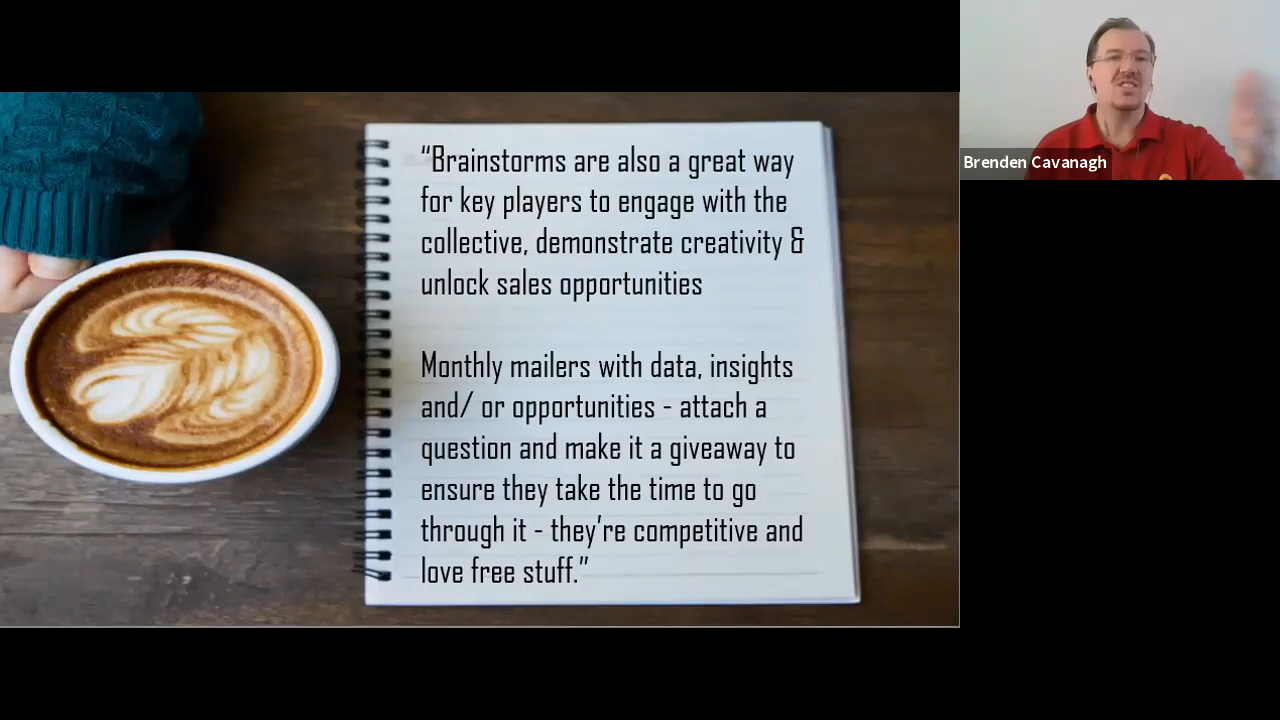 “Brainstorms are also a great way
for key players to engage with the
collective, demonstrate creativity &
unlock sales opportunities
Monthly mailers with data, insights
and/ or opportunities - attach a
question and make it a giveaway to
ensure they take the time to go
through it - they’re competitive and
love free stuff.”
Brenden Cavanagh